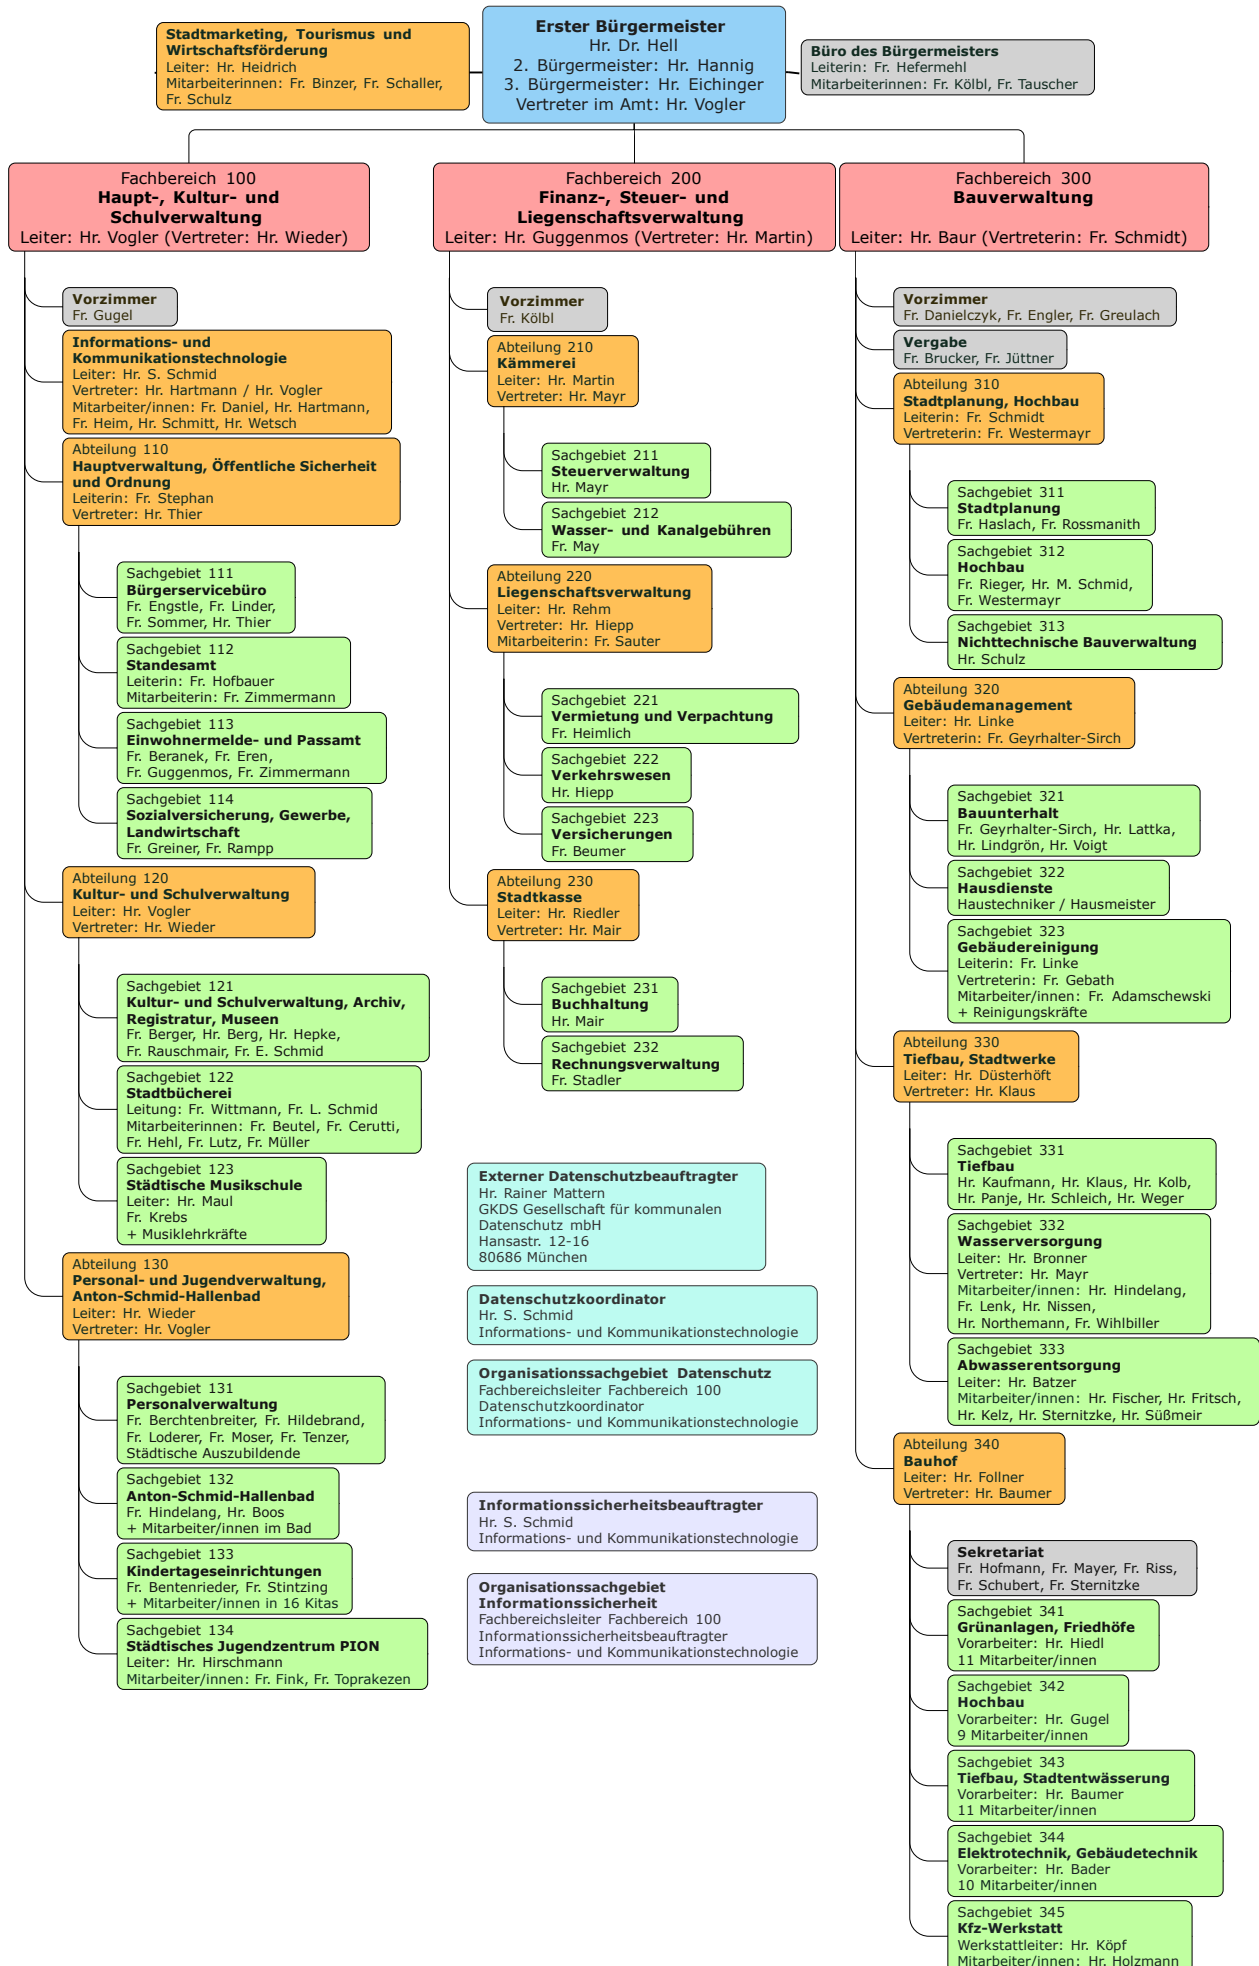 Stadtmarketing, Tourismus und
Wirtschaftsförderung
Leiter: Hr. Heidrich
Mitarbeiterinnen: Fr. Binzer, Fr. Schaller,
Fr. Schulz
Erster Bürgermeister
Hr. Dr. Hell
2. Bürgermeister: Hr. Hannig
3. Bürgermeister: Hr. Eichinger
Vertreter im Amt: Hr. Vogler
Büro des Bürgermeisters
Leiterin: Fr. Hefermehl
Mitarbeiterinnen: Fr. Kölbl, Fr. Tauscher
Fachbereich 100
Haupt-, Kultur- und
Schulverwaltung
Leiter: Hr. Vogler (Vertreter: Hr. Wieder)
Vorzimmer
Fr. Gugel
Informations- und
Kommunikationstechnologie
Leiter: Hr. S. Schmid
Vertreter: Hr. Hartmann / Hr. Vogler
Mitarbeiter/innen: Fr. Daniel, Hr. Hartmann,
Fr. Heim, Hr. Schmitt, Hr. Wetsch
Abteilung 110
Hauptverwaltung, Öffentliche Sicherheit
und Ordnung
Leiterin: Fr. Stephan
Vertreter: Hr. Thier
Sachgebiet 111
Bürgerservicebüro
Fr. Engstle, Fr. Linder,
Fr. Sommer, Hr. Thier
Sachgebiet 112
Standesamt
Leiterin: Fr. Hofbauer
Mitarbeiterin: Fr. Zimmermann
Sachgebiet 113
Einwohnermelde- und Passamt
Fr. Beranek, Fr. Eren,
Fr. Guggenmos, Fr. Zimmermann
Sachgebiet 114
Sozialversicherung, Gewerbe,
Landwirtschaft
Fr. Greiner, Fr. Rampp
Abteilung 120
Kultur- und Schulverwaltung
Leiter: Hr. Vogler
Vertreter: Hr. Wieder
Sachgebiet 121
Kultur- und Schulverwaltung, Archiv,
Registratur, Museen
Fr. Berger, Hr. Berg, Hr. Hepke,
Fr. Rauschmair, Fr. E. Schmid
Sachgebiet 122
Stadtbücherei
Leitung: Fr. Wittmann, Fr. L. Schmid
Mitarbeiterinnen: Fr. Beutel, Fr. Cerutti,
Fr. Hehl, Fr. Lutz, Fr. Müller
Sachgebiet 123
Städtische Musikschule
Leiter: Hr. Maul
Fr. Krebs
+ Musiklehrkräfte
Abteilung 130
Personal- und Jugendverwaltung,
Anton-Schmid-Hallenbad
Leiter: Hr. Wieder
Vertreter: Hr. Vogler
Sachgebiet 131
Personalverwaltung
Fr. Berchtenbreiter, Fr. Hildebrand,
Fr. Loderer, Fr. Moser, Fr. Tenzer,
Städtische Auszubildende
Sachgebiet 132
Anton-Schmid-Hallenbad
Fr. Hindelang, Hr. Boos
+ Mitarbeiter/innen im Bad
Sachgebiet 133
Kindertageseinrichtungen
Fr. Bentenrieder, Fr. Stintzing
+ Mitarbeiter/innen in 16 Kitas
Sachgebiet 134
Städtisches Jugendzentrum PION
Leiter: Hr. Hirschmann
Mitarbeiter/innen: Fr. Fink, Fr. Toprakezen
Fachbereich 200
Finanz-, Steuer- und
Liegenschaftsverwaltung
Leiter: Hr. Guggenmos (Vertreter: Hr. Martin)
Vorzimmer
Fr. Kölbl
Abteilung 210
Kämmerei
Leiter: Hr. Martin
Vertreter: Hr. Mayr
Sachgebiet 211
Steuerverwaltung
Hr. Mayr
Sachgebiet 212
Wasser- und Kanalgebühren
Fr. May
Abteilung 220
Liegenschaftsverwaltung
Leiter: Hr. Rehm
Vertreter: Hr. Hiepp
Mitarbeiterin: Fr. Sauter
Sachgebiet 221
Vermietung und Verpachtung
Fr. Heimlich
Sachgebiet 222
Verkehrswesen
Hr. Hiepp
Sachgebiet 223
Versicherungen
Fr. Beumer
Abteilung 230
Stadtkasse
Leiter: Hr. Riedler
Vertreter: Hr. Mair
Sachgebiet 231
Buchhaltung
Hr. Mair
Sachgebiet 232
Rechnungsverwaltung
Fr. Stadler
Externer Datenschutzbeauftragter
Hr. Rainer Mattern
GKDS Gesellschaft für kommunalen
Datenschutz mbH
Hansastr. 12-16
80686 München
Datenschutzkoordinator
Hr. S. Schmid
Informations- und Kommunikationstechnologie
Organisationssachgebiet Datenschutz
Fachbereichsleiter Fachbereich 100
Datenschutzkoordinator
Informations- und Kommunikationstechnologie
Informationssicherheitsbeauftragter
Hr. S. Schmid
Informations- und Kommunikationstechnologie
Organisationssachgebiet
Informationssicherheit
Fachbereichsleiter Fachbereich 100
Informationssicherheitsbeauftragter
Informations- und Kommunikationstechnologie
Fachbereich 300
Bauverwaltung
Leiter: Hr. Baur (Vertreterin: Fr. Schmidt)
Vorzimmer
Fr. Danielczyk, Fr. Engler, Fr. Greulach
Vergabe
Fr. Brucker, Fr. Jüttner
Abteilung 310
Stadtplanung, Hochbau
Leiterin: Fr. Schmidt
Vertreterin: Fr. Westermayr
Sachgebiet 311
Stadtplanung
Fr. Haslach, Fr. Rossmanith
Sachgebiet 312
Hochbau
Fr. Rieger, Hr. M. Schmid,
Fr. Westermayr
Sachgebiet 313
Nichttechnische Bauverwaltung
Hr. Schulz
Abteilung 320
Gebäudemanagement
Leiter: Hr. Linke
Vertreterin: Fr. Geyrhalter-Sirch
Sachgebiet 321
Bauunterhalt
Fr. Geyrhalter-Sirch, Hr. Lattka,
Hr. Lindgrön, Hr. Voigt
Sachgebiet 322
Hausdienste
Haustechniker / Hausmeister
Sachgebiet 323
Gebäudereinigung
Leiterin: Fr. Linke
Vertreterin: Fr. Gebath
Mitarbeiter/innen: Fr. Adamschewski
+ Reinigungskräfte
Abteilung 330
Tiefbau, Stadtwerke
Leiter: Hr. Düsterhöft
Vertreter: Hr. Klaus
Sachgebiet 331
Tiefbau
Hr. Kaufmann, Hr. Klaus, Hr. Kolb,
Hr. Panje, Hr. Schleich, Hr. Weger
Sachgebiet 332
Wasserversorgung
Leiter: Hr. Bronner
Vertreter: Hr. Mayr
Mitarbeiter/innen: Hr. Hindelang,
Fr. Lenk, Hr. Nissen,
Hr. Northemann, Fr. Wihlbiller
Sachgebiet 333
Abwasserentsorgung
Leiter: Hr. Batzer
Mitarbeiter/innen: Hr. Fischer, Hr. Fritsch,
Hr. Kelz, Hr. Sternitzke, Hr. Süßmeir
Abteilung 340
Bauhof
Leiter: Hr. Follner
Vertreter: Hr. Baumer
Sekretariat
Fr. Hofmann, Fr. Mayer, Fr. Riss,
Fr. Schubert, Fr. Sternitzke
Sachgebiet 341
Grünanlagen, Friedhöfe
Vorarbeiter: Hr. Hiedl
11 Mitarbeiter/innen
Sachgebiet 342
Hochbau
Vorarbeiter: Hr. Gugel
9 Mitarbeiter/innen
Sachgebiet 343
Tiefbau, Stadtentwässerung
Vorarbeiter: Hr. Baumer
11 Mitarbeiter/innen
Sachgebiet 344
Elektrotechnik, Gebäudetechnik
Vorarbeiter: Hr. Bader
10 Mitarbeiter/innen
Sachgebiet 345
Kfz-Werkstatt
Werkstattleiter: Hr. Köpf
Mitarbeiter/innen: Hr. Holzmann